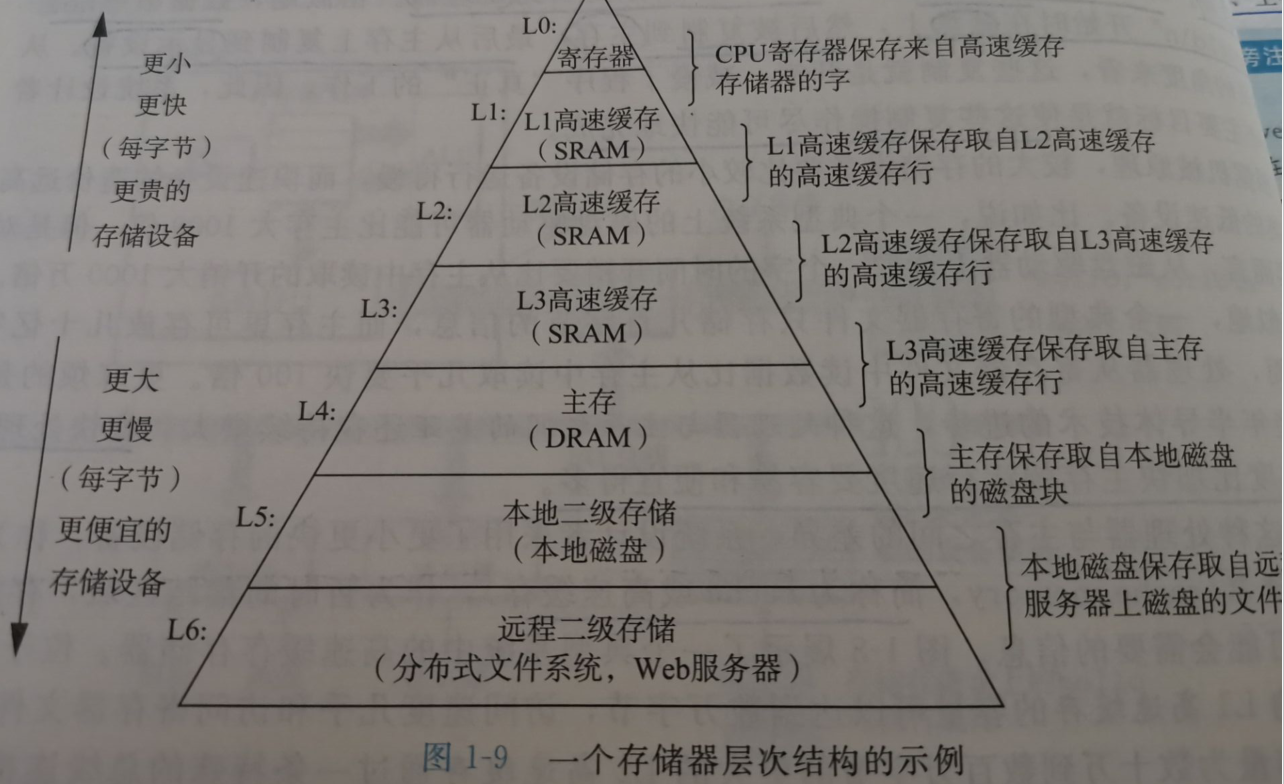 L0:
寄存器
CPU寄存器保存来自高速缓存
存储器的字
更小
更快
（每字节）
更贵的
存储设备
L1:
L1高速缓存
（SRAM）
L1高速缓存保存取自L2高速缓存
的高速缓存行
L2:
L2高速缓存
（SRAM）
L2高速缓存保存取自L3高速缓存
的高速缓存行
L3:
L3高速缓存
（SRAM）
L3高速缓存保存取自主存
的高速缓存行
更大
更慢
（每字节）
更便宜的
存储设备
L4:
主存
（DRAM）
主存保存取自本地磁盘
的磁盘块
L5:
本地二级存储
（本地磁盘）
本地磁盘保存取自远
服务器上磁盘的文件
L6:
远程二级存储
（分布式文件系统，Web服务器）
图 1-9 一个存储器层次结构的示例